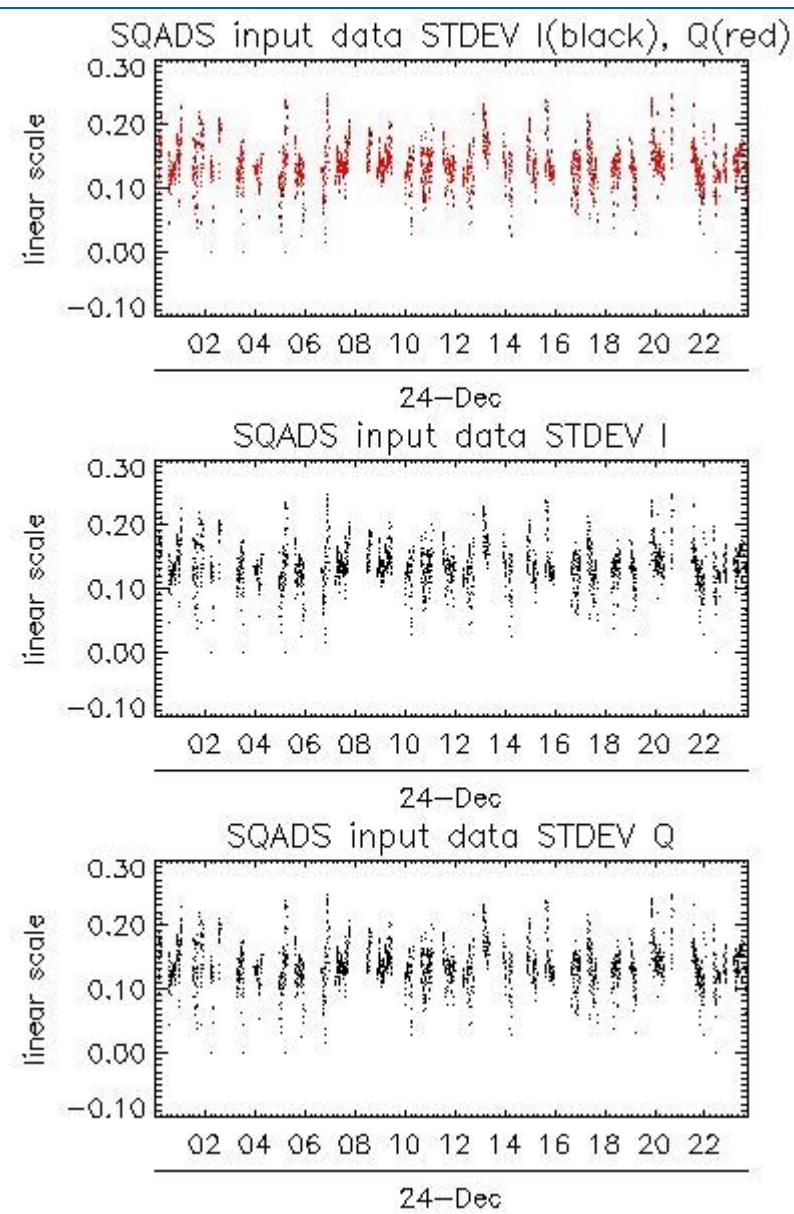 SQADS input data STDEV I(black), Q(red)
0.30
0.20
0.10
0.00
-0.10
linear scale
02 04 06 08 10 12 14 16 18 20 22
24-Dec
SQADS input data STDEV I
0.30
0.20
0.10
0.00
-0.10
linear scale
02 04 06 08 10 12 14 16 18 20 22
24-Dec
SQADS input data STDEV Q
0.30
0.20
0.10
0.00
-0.10
linear scale
02 04 06 08 10 12 14 16 18 20 22
24-Dec